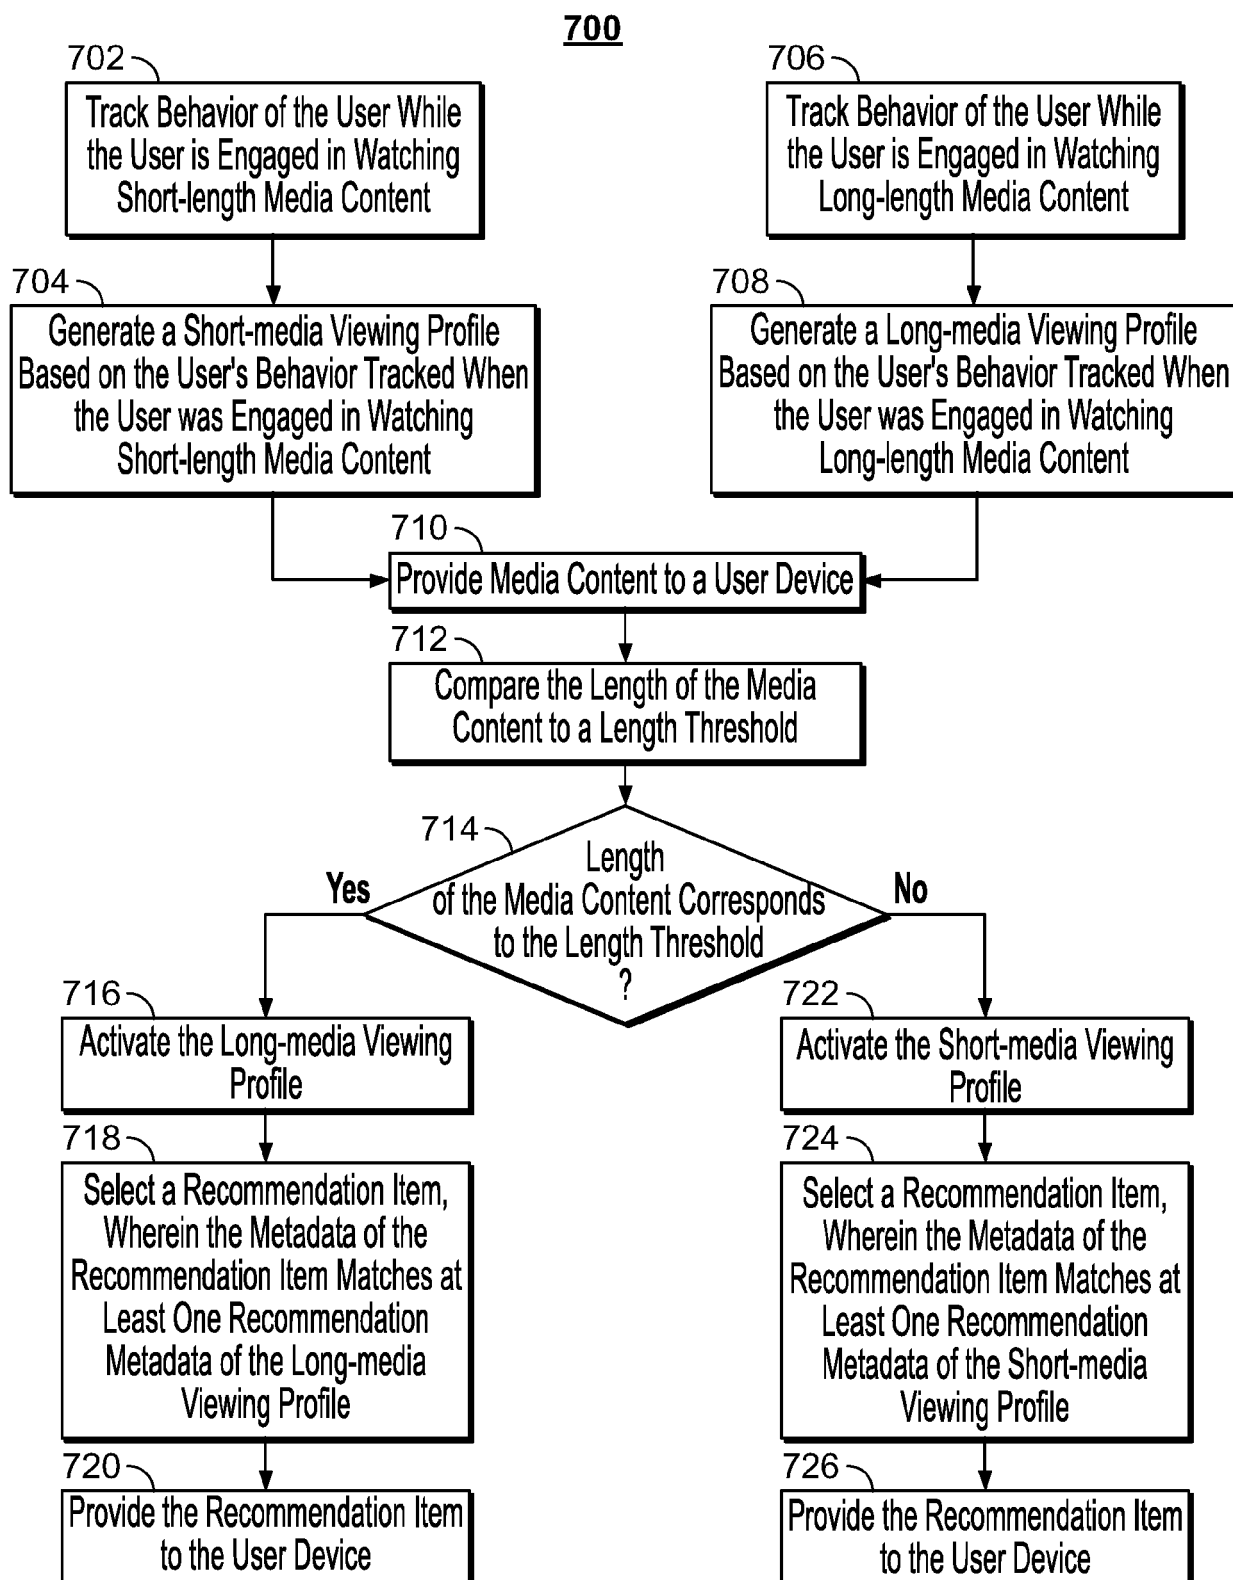 700
702
Track Behavior of the User While
the User is Engaged in Watching
Short-length Media Content
706
Track Behavior of the User While
the User is Engaged in Watching
Long-length Media Content
704
Generate a Short-media Viewing Profile
Based on the User's Behavior Tracked When
the User was Engaged in Watching
Short-length Media Content
708
Generate a Long-media Viewing Profile
Based on the User's Behavior Tracked When
the User was Engaged in Watching
Long-length Media Content
710
Provide Media Content to a User Device
712
Compare the Length of the Media
Content to a Length Threshold
714
Length
of the Media Content Corresponds
to the Length Threshold
?
Yes
No
716
Activate the Long-media Viewing
Profile
718
Select a Recommendation Item,
Wherein the Metadata of the
Recommendation Item Matches at
Least One Recommendation
Metadata of the Long-media
Viewing Profile
720
Provide the Recommendation Item
to the User Device
722
Activate the Short-media Viewing
Profile
724
Select a Recommendation Item,
Wherein the Metadata of the
Recommendation Item Matches at
Least One Recommendation
Metadata of the Short-media
Viewing Profile
726
Provide the Recommendation Item
to the User Device